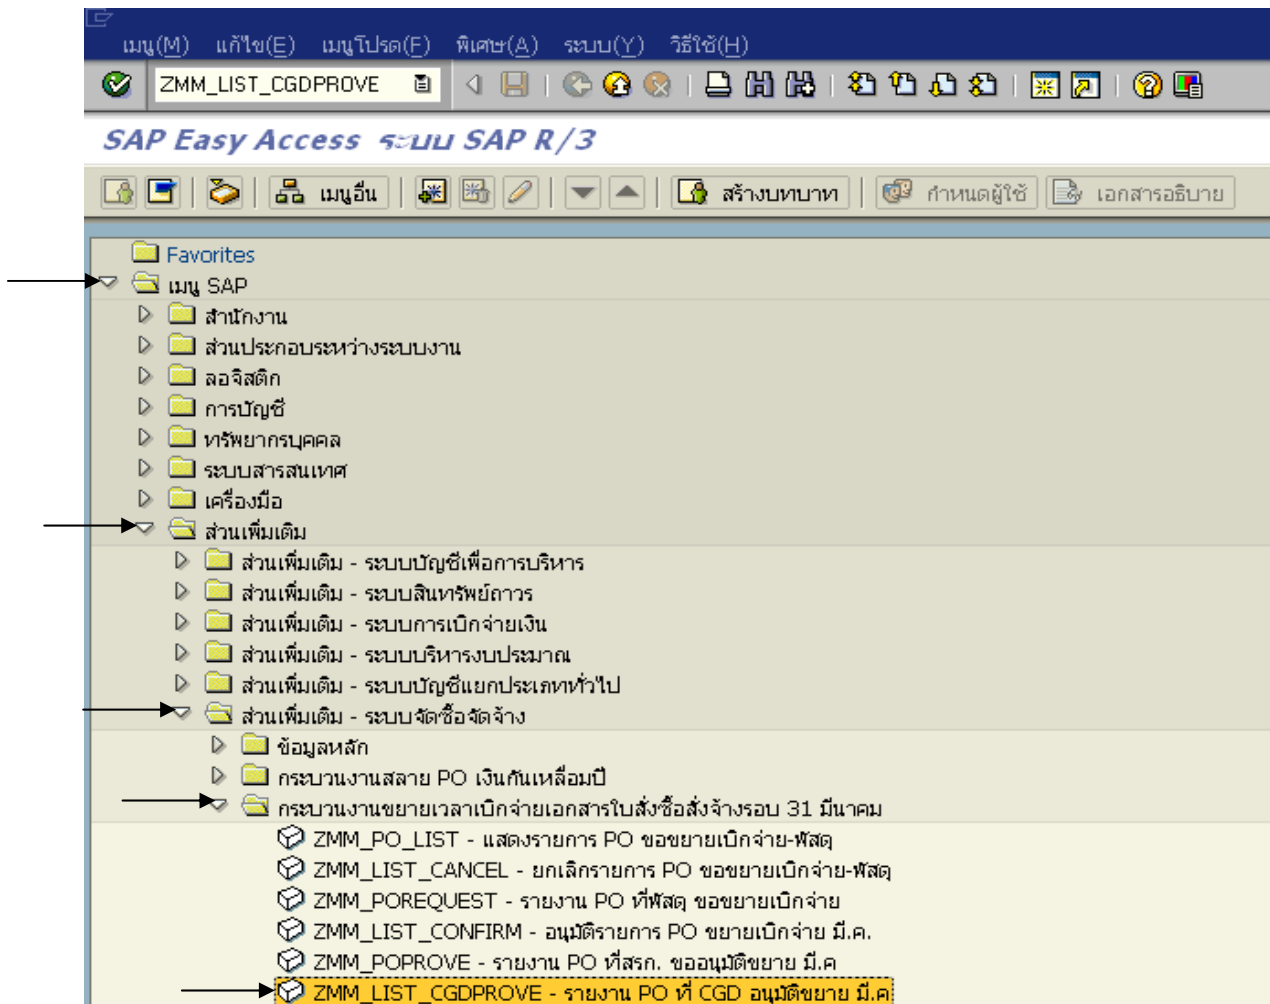 เมนู(M) แก้ไข(E) เมนูโปรด(F) พิเศษ(A) ระบบ(Y) วิธีใช้(H)
ZMM_LIST_CGDPROVE
SAP Easy Access ระบบ SAP R/3
เมนูอื่น สร้างบทบาท กำหนดผู้ใช้ เอกสารอธิบาย
Favorites
เมนู SAP
สำนักงาน
ส่วนประกอบระหว่างระบบงาน
ลอจิสติก
การบัญชี
ทรัพยากรบุคคล
ระบบสารสนเทศ
เครื่องมือ
ส่วนเพิ่มเติม
ส่วนเพิ่มเติม - ระบบบัญชีเพื่อการบริหาร
ส่วนเพิ่มเติม - ระบบสินทรัพย์ถาวร
ส่วนเพิ่มเติม - ระบบการเบิกจ่ายเงิน
ส่วนเพิ่มเติม - ระบบบริหารงบประมาณ
ส่วนเพิ่มเติม - ระบบบัญชีแยกประเภททั่วไป
ส่วนเพิ่มเติม - ระบบจัดซื้อจัดจ้าง
ข้อมูลหลัก
กระบวนงานสลาย PO เงินกันเหลื่อมปี
กระบวนงานขยายเวลาเบิกจ่ายเอกสารใบสั่งซื้อสั่งจ้างรอบ 31 มีนาคม
ZMM_PO_LIST - แสดงรายการ PO ขอขยายเบิกจ่าย-พัสดุ
ZMM_LIST_CANCEL - ยกเลิกรายการ PO ขอขยายเบิกจ่าย-พัสดุ
ZMM_POREQUEST - รายงาน PO ที่พัสดุ ขอขยายเบิกจ่าย
ZMM_LIST_CONFIRM - อนุมัติรายการ PO ขยายเบิกจ่าย มี.ค.
ZMM_POPROVE - รายงาน PO ที่สรก. ขออนุมัติขยาย มี.ค
ZMM_LIST_CGDPROVE - รายงาน PO ที่ CGD อนุมัติขยาย มี.ค